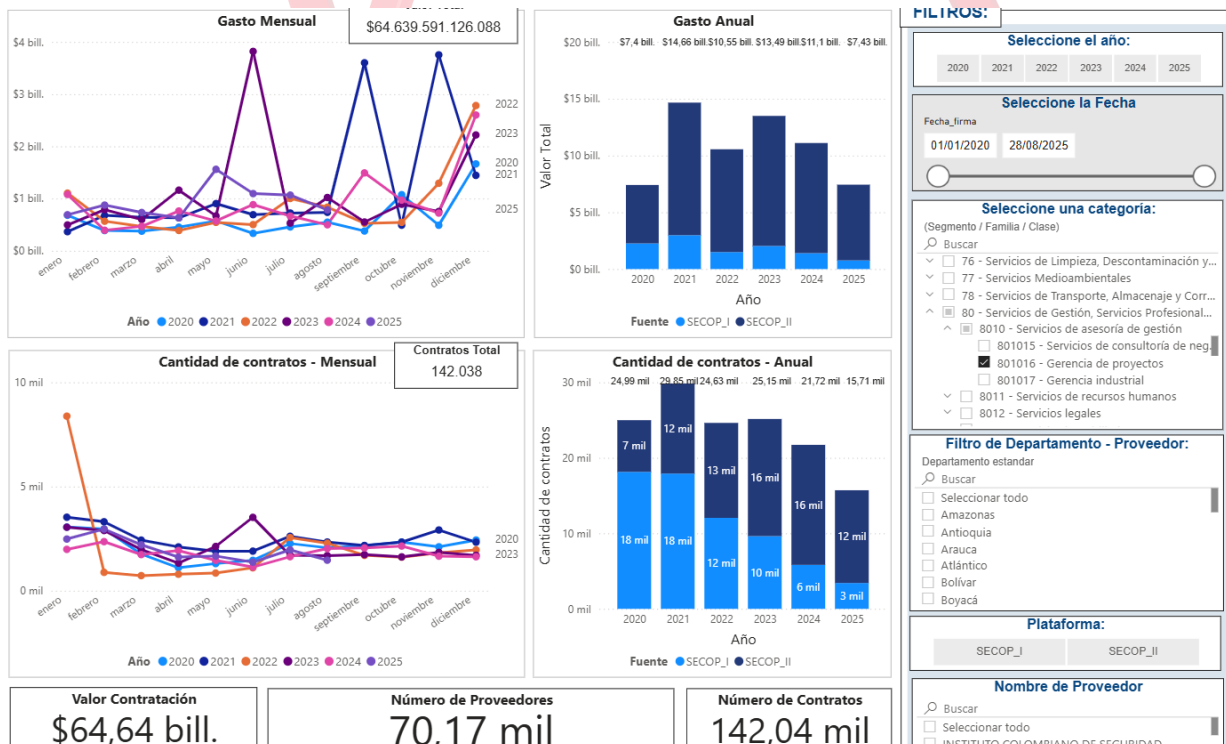 Gasto Mensual
Valor Total
$64.639.591.126.088
$4 bill.
$3 bill.
$2 bill.
$1 bill.
$0 bill.
2022
2023
2020
2021
2025
enero
febrero
marzo
abril
mayo
junio
julio
agosto
septiembre
octubre
noviembre
diciembre
Año 2020 2021 2022 2023 2024 2025
Gasto Anual
$7,4 bill. $14,66 bill. $10,55 bill. $13,49 bill. $11,1 bill. $7,43 bill.
Valor Total
$20 bill.
$15 bill.
$10 bill.
$5 bill.
$0 bill.
2020 2021 2022 2023 2024 2025
Año
Fuente SECOP_I SECOP_II
Cantidad de contratos - Mensual
Contratos Total
142.038
10 mil
5 mil
0 mil
2020
2023
enero
febrero
marzo
abril
mayo
junio
julio
agosto
septiembre
octubre
noviembre
diciembre
Año 2020 2021 2022 2023 2024 2025
Cantidad de contratos - Anual
24,99 mil 29,85 mil 24,63 mil 25,15 mil 21,72 mil 15,71 mil
Cantidad de contratos
30 mil
20 mil
10 mil
0 mil
7 mil 12 mil 13 mil 16 mil 16 mil 12 mil
18 mil 18 mil 12 mil 10 mil 6 mil 3 mil
2020 2021 2022 2023 2024 2025
Año
Fuente SECOP_I SECOP_II
Valor Contratación
$64,64 bill.
Número de Proveedores
70,17 mil
Número de Contratos
142,04 mil
FILTROS:
Seleccione el año:
2020 2021 2022 2023 2024 2025
Seleccione la Fecha
Fecha_firma
01/01/2020 28/08/2025
Seleccione una categoría:
(Segmento / Familia / Clase)
Buscar
76 - Servicios de Limpieza, Descontaminación y...
77 - Servicios Medioambientales
78 - Servicios de Transporte, Almacenaje y Corr...
80 - Servicios de Gestión, Servicios Profesional...
8010 - Servicios de asesoría de gestión
801015 - Servicios de consultoría de neg...
801016 - Gerencia de proyectos
801017 - Gerencia industrial
8011 - Servicios de recursos humanos
8012 - Servicios legales
Filtro de Departamento - Proveedor:
Departamento estandar
Buscar
Seleccionar todo
Amazonas
Antioquia
Arauca
Atlántico
Bolívar
Boyacá
Plataforma:
SECOP_I SECOP_II
Nombre de Proveedor
Buscar
Seleccionar todo
INSTITUTO COLOMBIANO DE SEGURIDAD